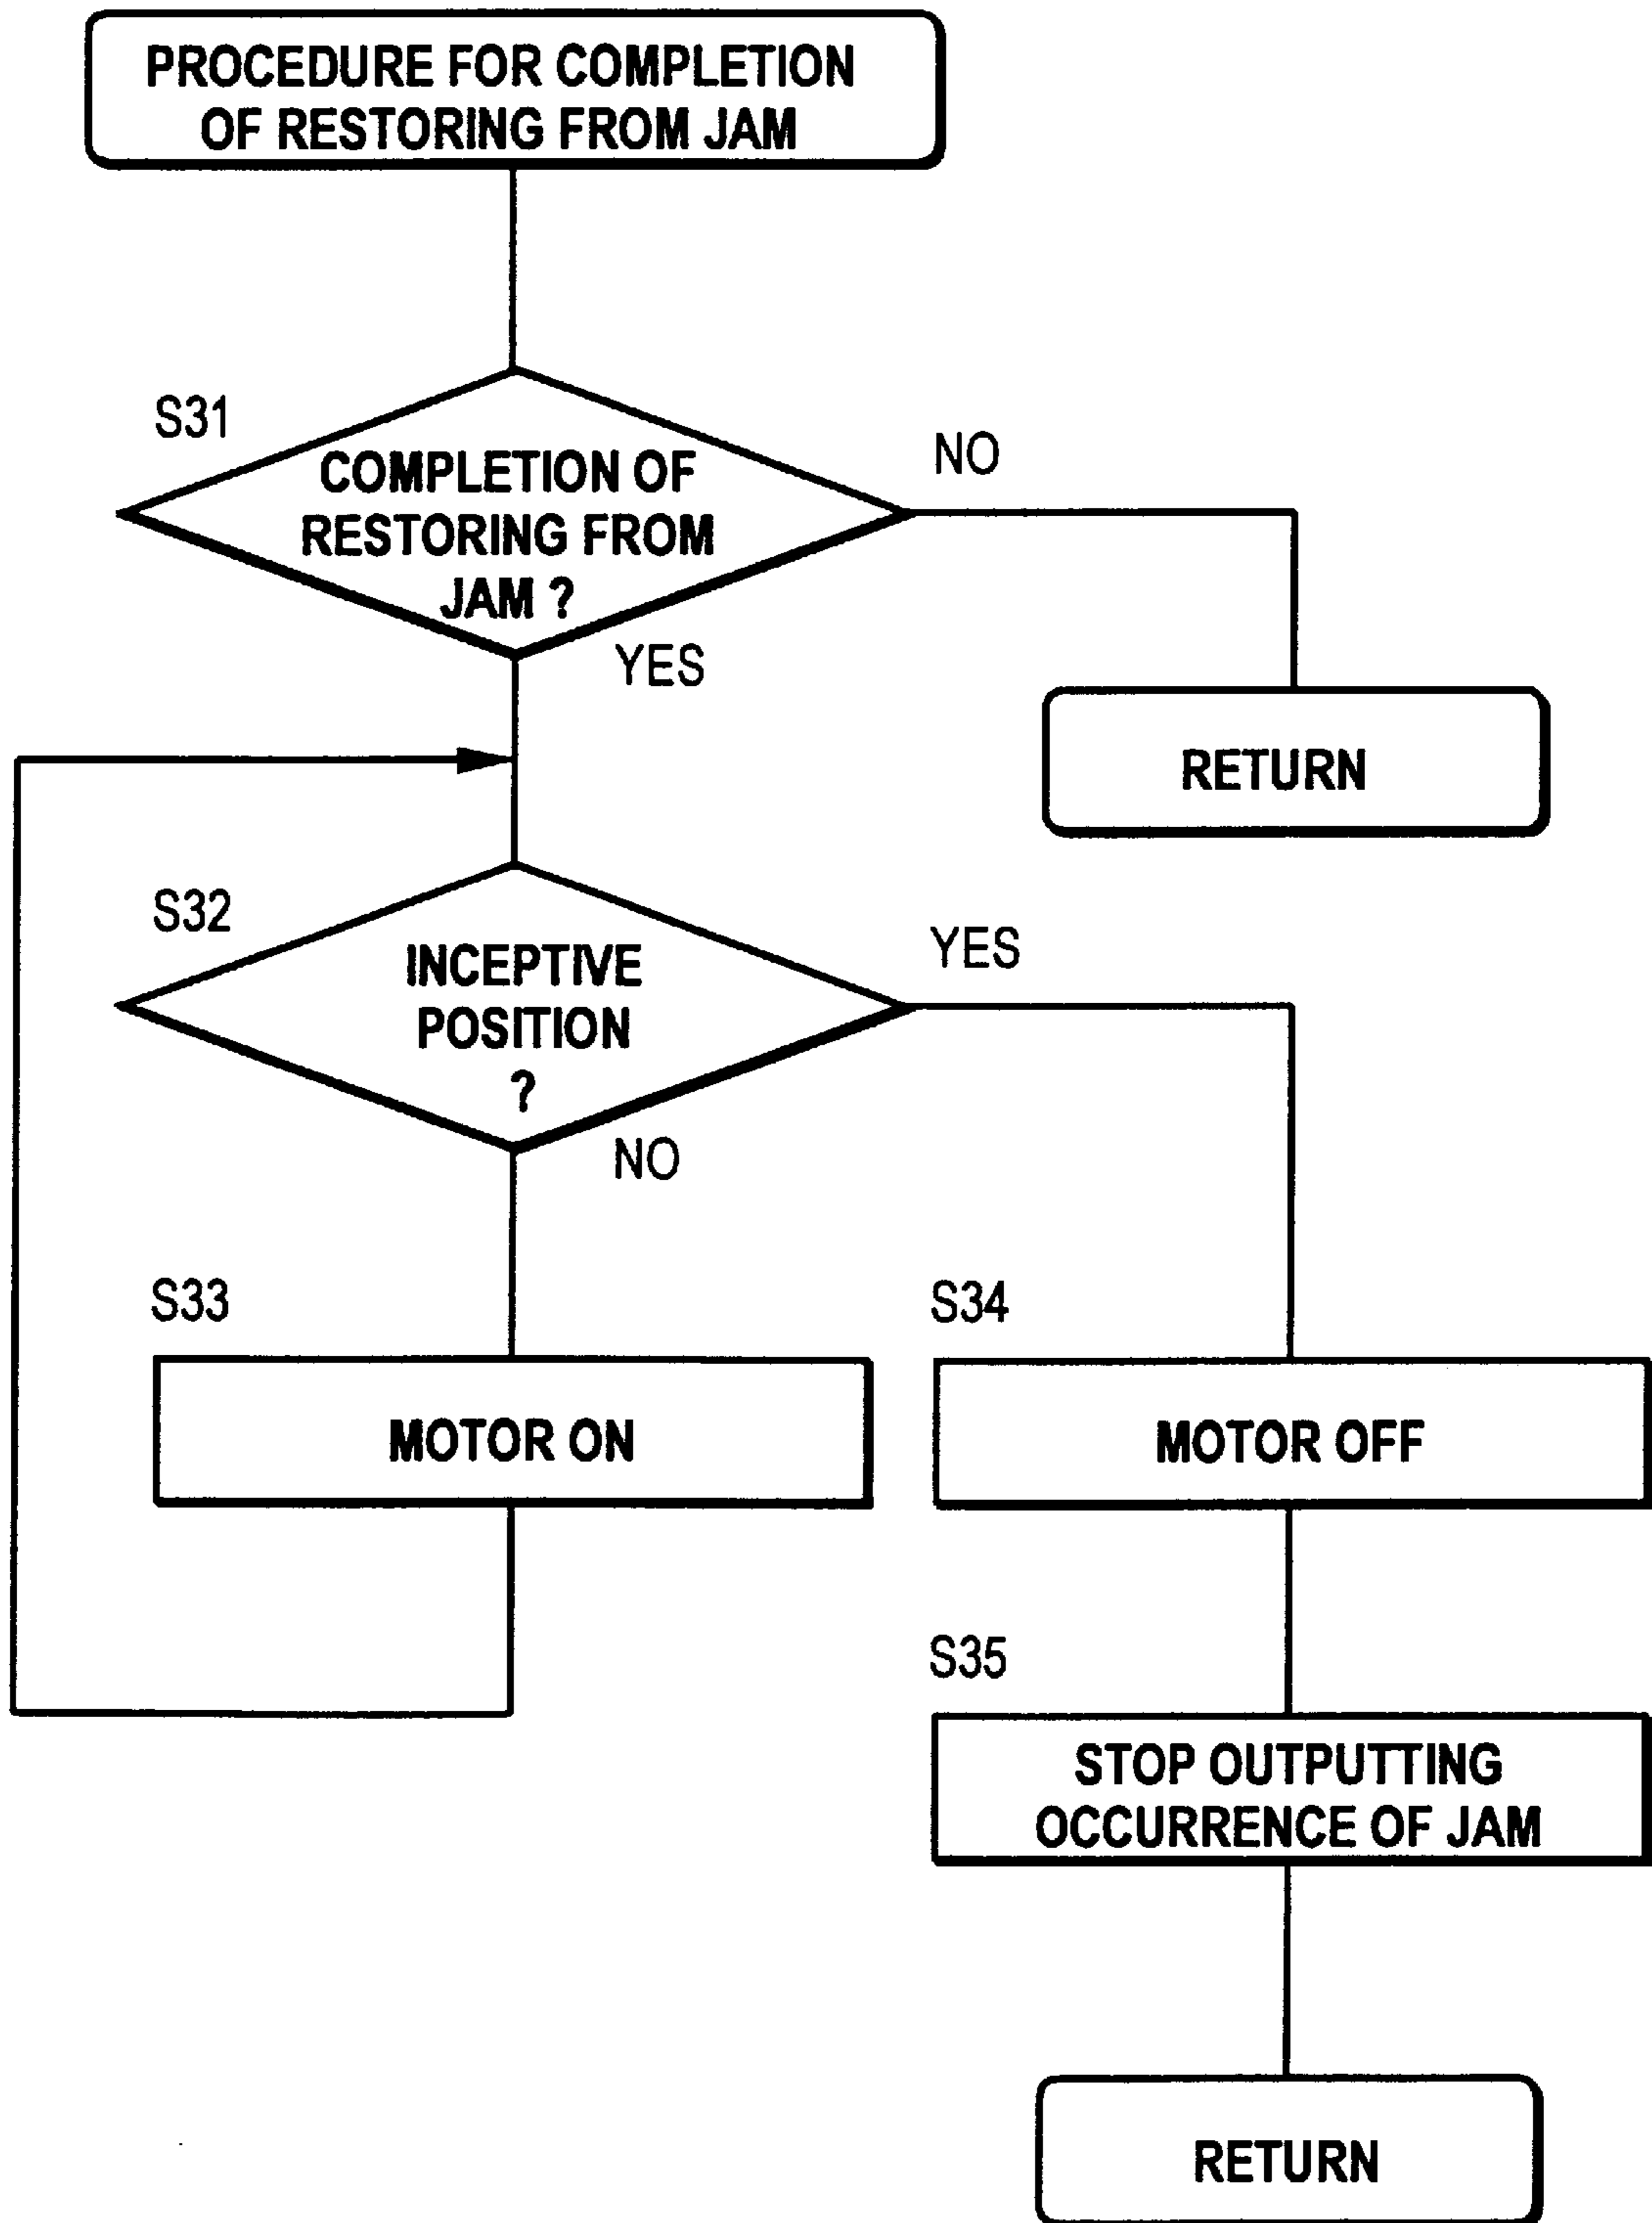 PROCEDURE FOR COMPLETION
OF RESTORING FROM JAM
S31
COMPLETION OF
RESTORING FROM
JAM ?
NO
YES
RETURN
S32
INCEPTIVE
POSITION
?
YES
NO
S33
MOTOR ON
S34
MOTOR OFF
S35
STOP OUTPUTTING
OCCURRENCE OF JAM
RETURN